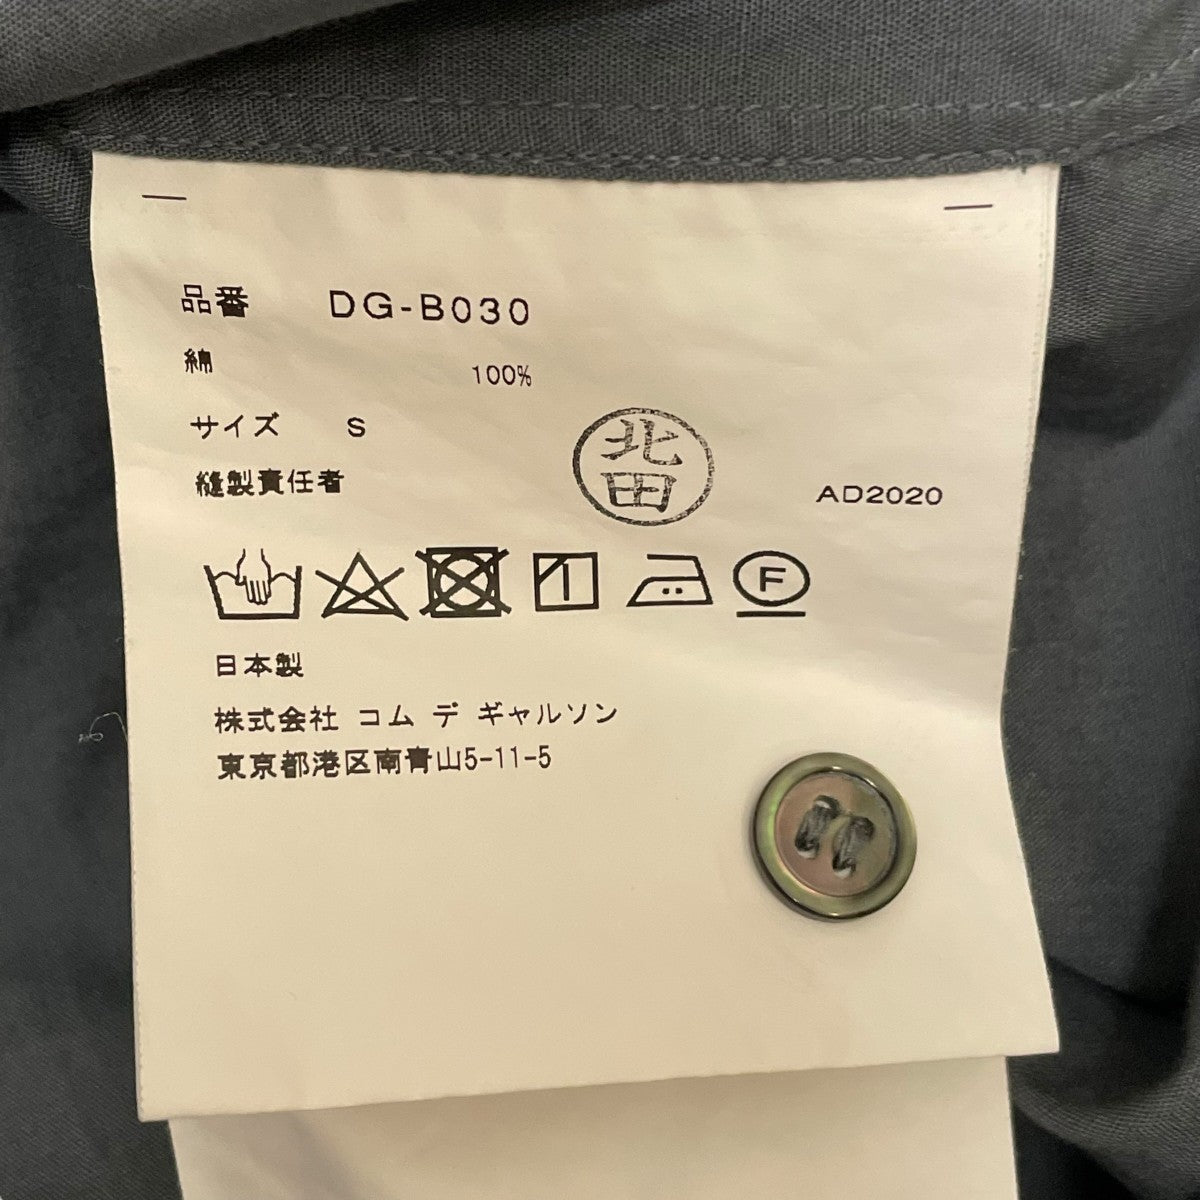 品番 DG-B030
綿 100%
サイズ S
縫製責任者 北田 AD2020
F
日本製
株式会社 コム デ ギャルソン
東京都港区南青山5-11-5